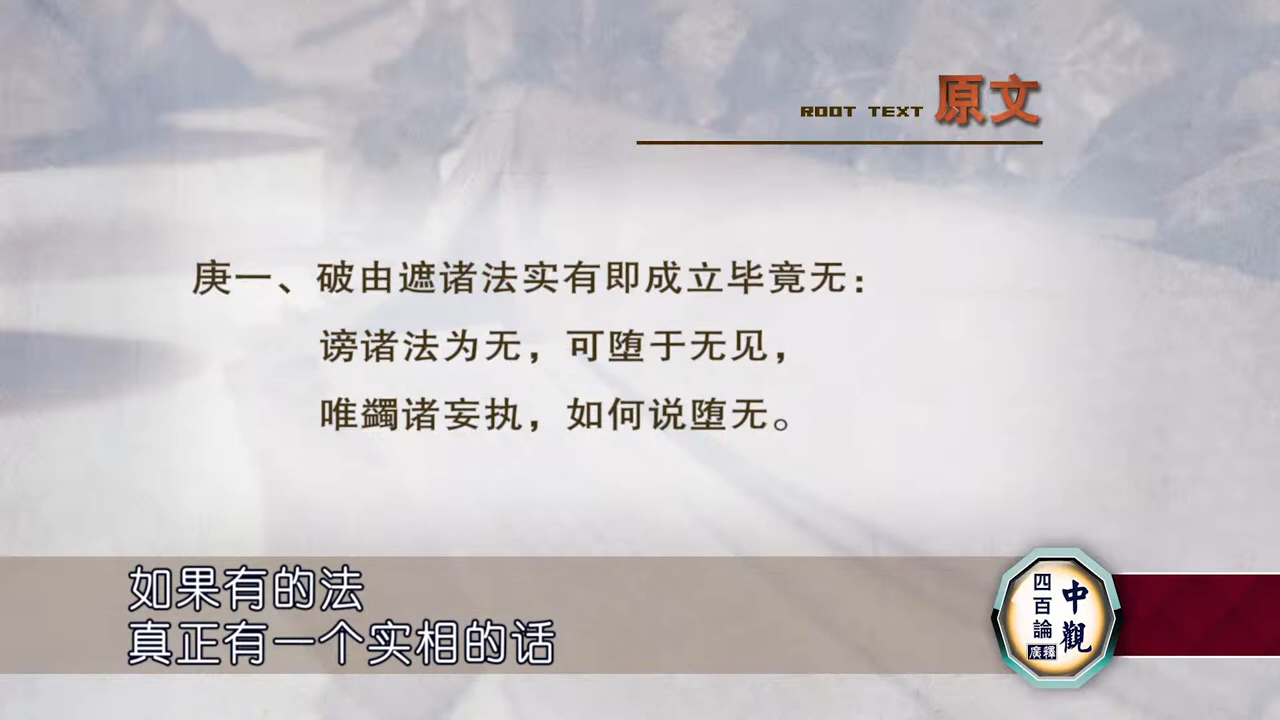 ROOT TEXT 原文
庚一、破由遮诸法实有即成立毕竟无：
谤诸法为无，可堕于无见，
唯蠲诸妄执，如何说堕无。
如果有的法
真正有一个实相的话
中觀
四百論
廣釋